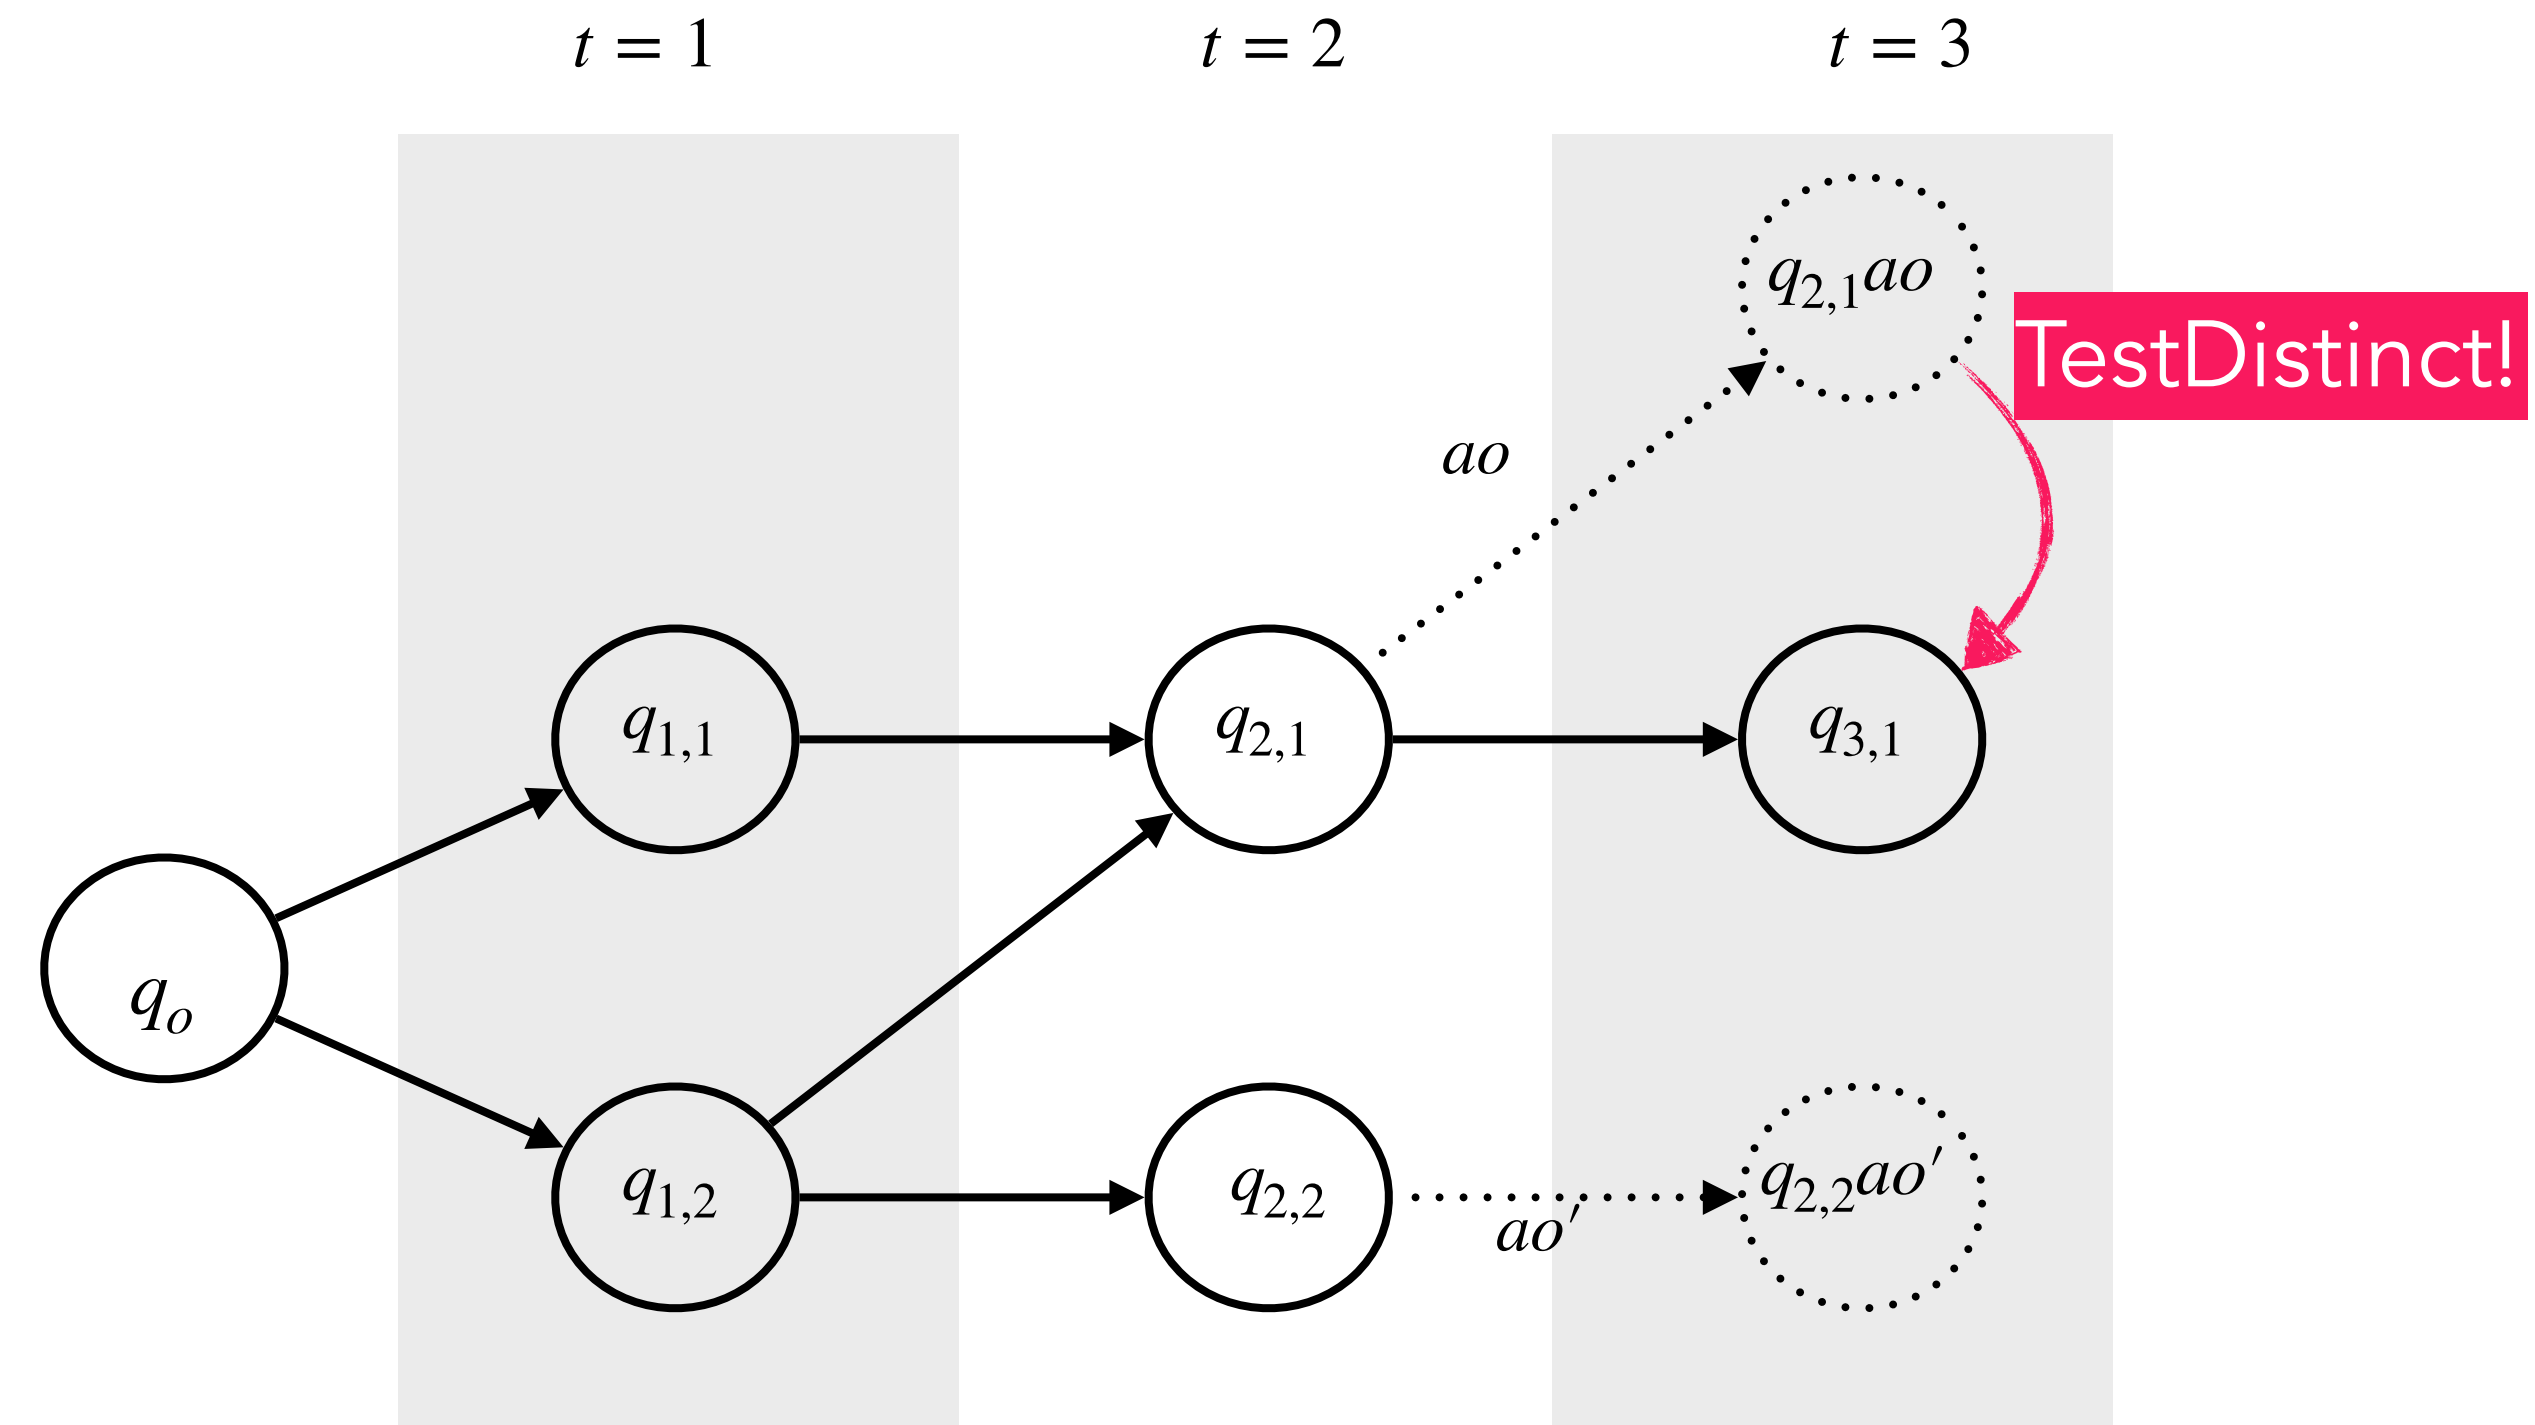 t = 1
t = 2
t = 3
q2,1ao
TestDistinct!
ao
q1,1
q2,1
q3,1
qo
q1,2
q2,2
ao′
q2,2ao′